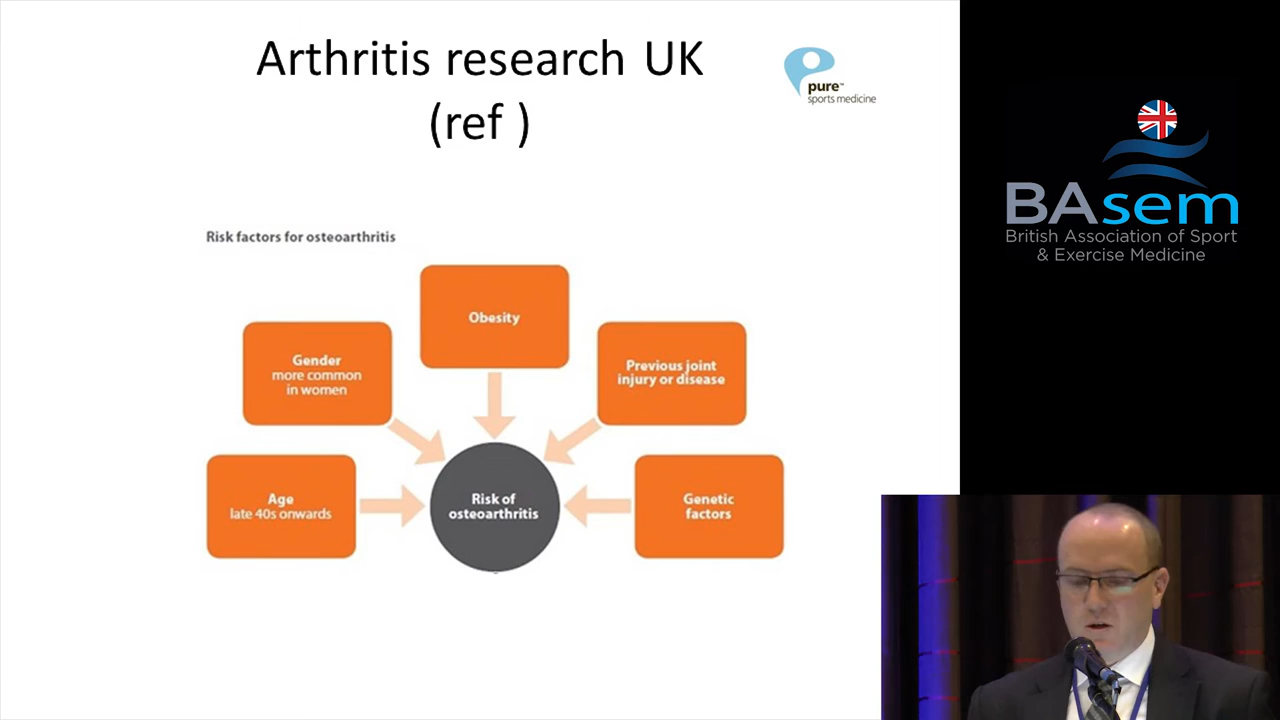 Arthritis research UK
(ref )
pure™
sports medicine
Risk factors for osteoarthritis
Obesity
Gender
more common
in women
Previous joint
injury or disease
Age
late 40s onwards
Risk of
osteoarthritis
Genetic
factors
BAsem
British Association of Sport
& Exercise Medicine